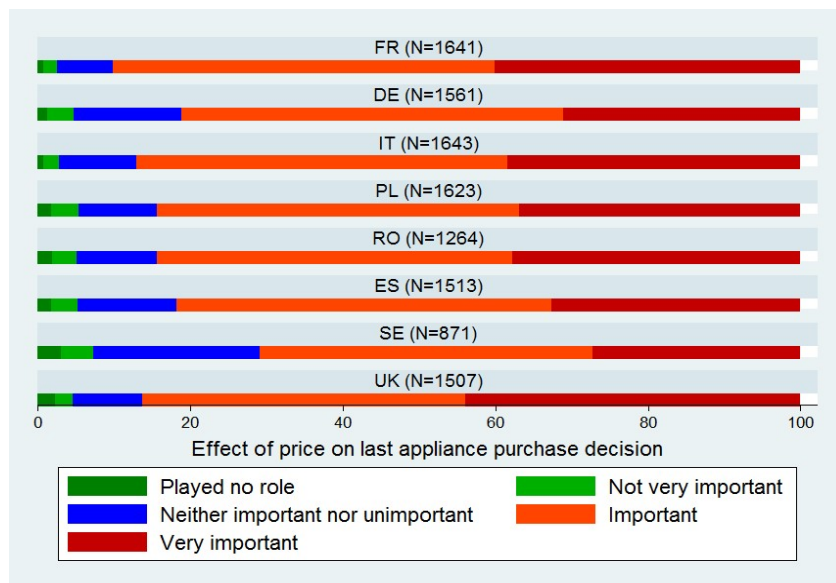 FR (N=1641)
DE (N=1561)
IT (N=1643)
PL (N=1623)
RO (N=1264)
ES (N=1513)
SE (N=871)
UK (N=1507)
0 20 40 60 80 100
Effect of price on last appliance purchase decision
Played no role Not very important
Neither important nor unimportant Important
Very important